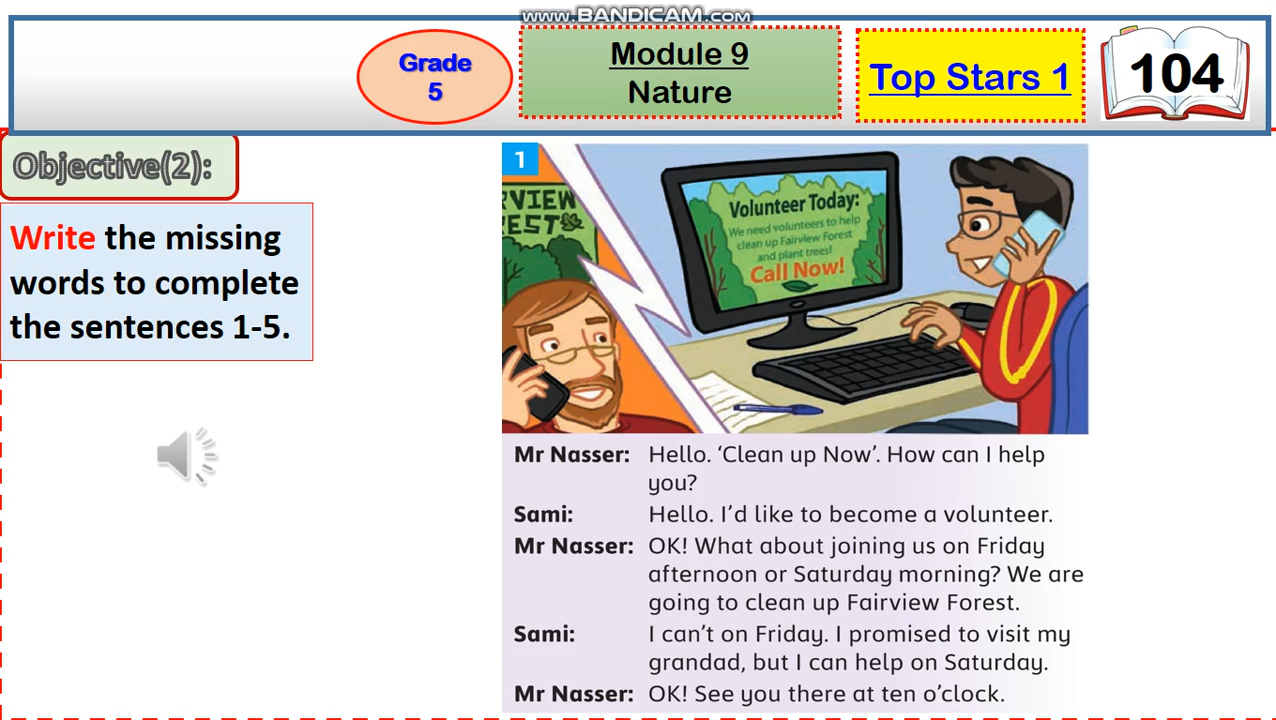 www.BANDICAM.com
Grade
5
Module 9
Nature
Top Stars 1
104
Objective(2):
Write the missing
words to complete
the sentences 1-5.
1
RVIEW
EST
Volunteer Today:
We need volunteers to help
clean up Fairview Forest
and plant trees!
Call Now!
Mr Nasser: Hello. ‘Clean up Now’. How can I help
you?
Sami: Hello. I’d like to become a volunteer.
Mr Nasser: OK! What about joining us on Friday
afternoon or Saturday morning? We are
going to clean up Fairview Forest.
Sami: I can’t on Friday. I promised to visit my
grandad, but I can help on Saturday.
Mr Nasser: OK! See you there at ten o’clock.